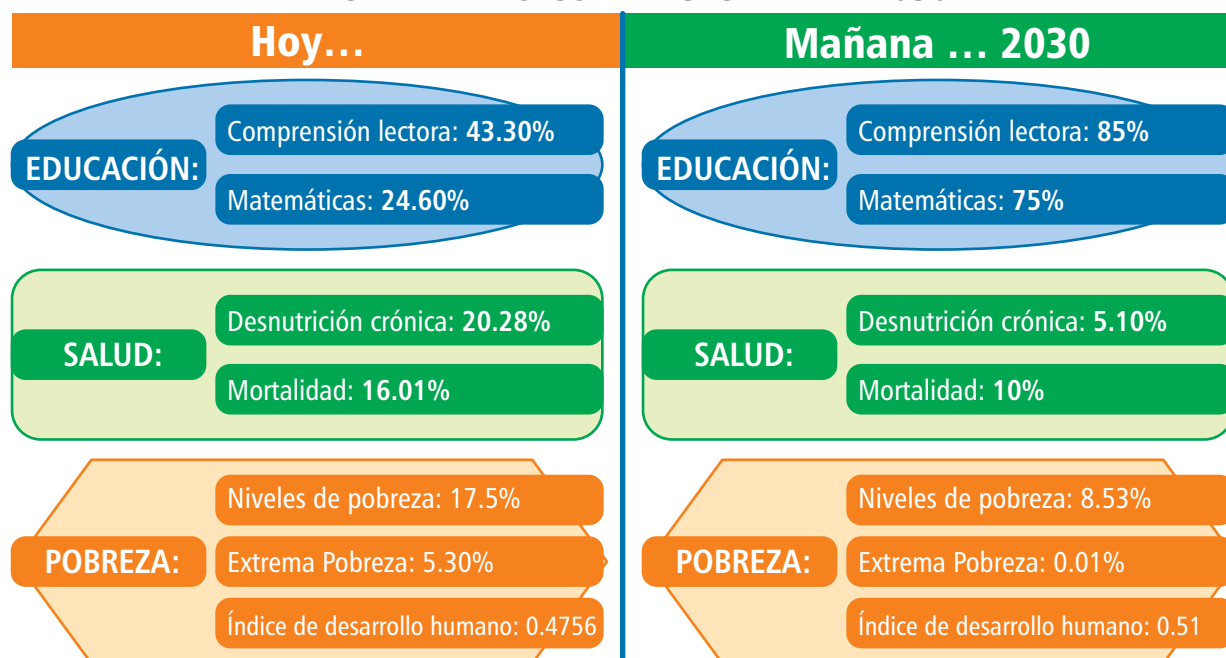 Hoy...
EDUCACIÓN:
Comprensión lectora: 43.30%
Matemáticas: 24.60%
SALUD:
Desnutrición crónica: 20.28%
Mortalidad: 16.01%
POBREZA:
Niveles de pobreza: 17.5%
Extrema Pobreza: 5.30%
Índice de desarrollo humano: 0.4756
Mañana ... 2030
EDUCACIÓN:
Comprensión lectora: 85%
Matemáticas: 75%
SALUD:
Desnutrición crónica: 5.10%
Mortalidad: 10%
POBREZA:
Niveles de pobreza: 8.53%
Extrema Pobreza: 0.01%
Índice de desarrollo humano: 0.51